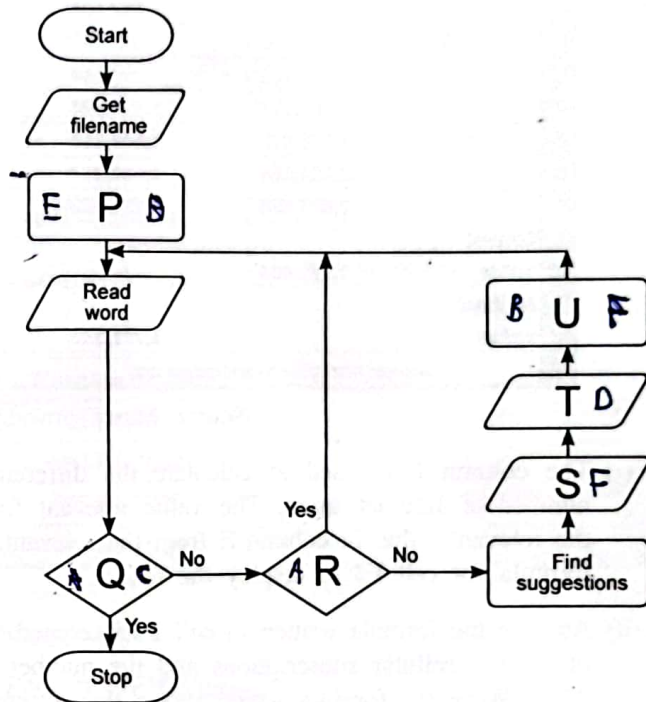 Start
Get
filename
E P B
Read
word
B U F
T D
S F
Yes
A Q C
No
A R
No
Find
suggestions
Yes
Stop